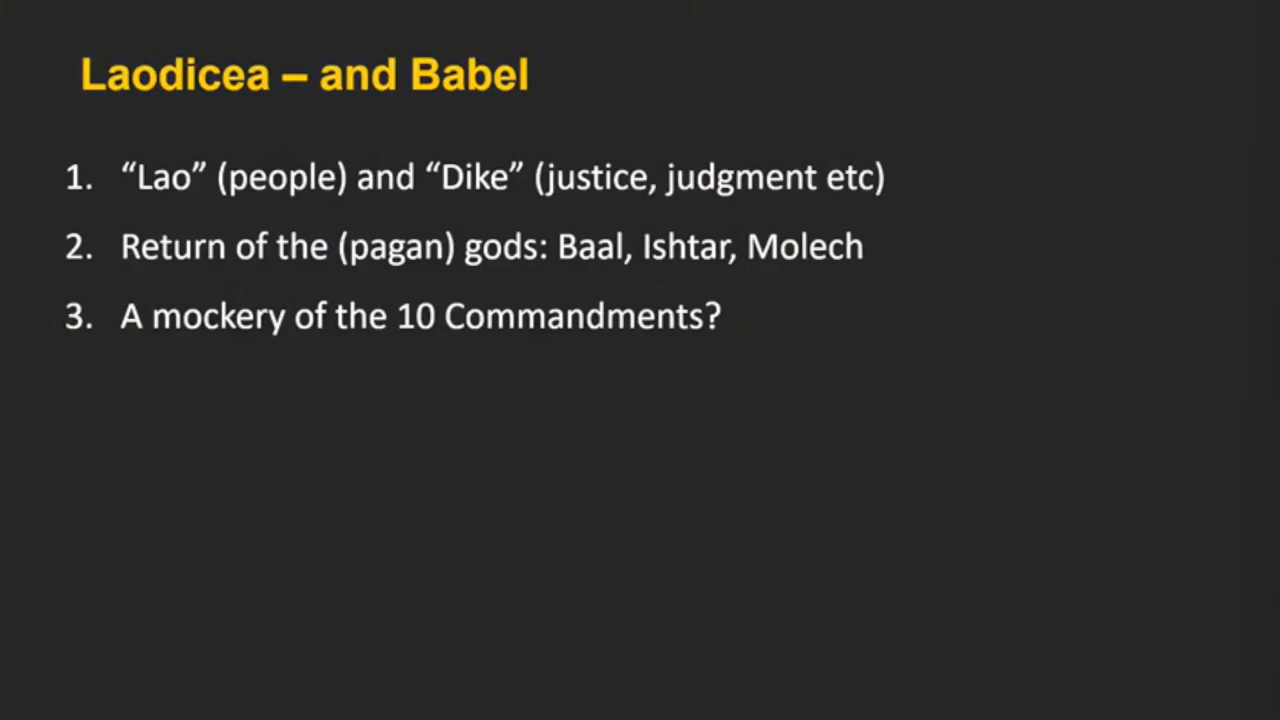 Laodicea – and Babel
1. “Lao” (people) and “Dike” (justice, judgment etc)
2. Return of the (pagan) gods: Baal, Ishtar, Molech
3. A mockery of the 10 Commandments?